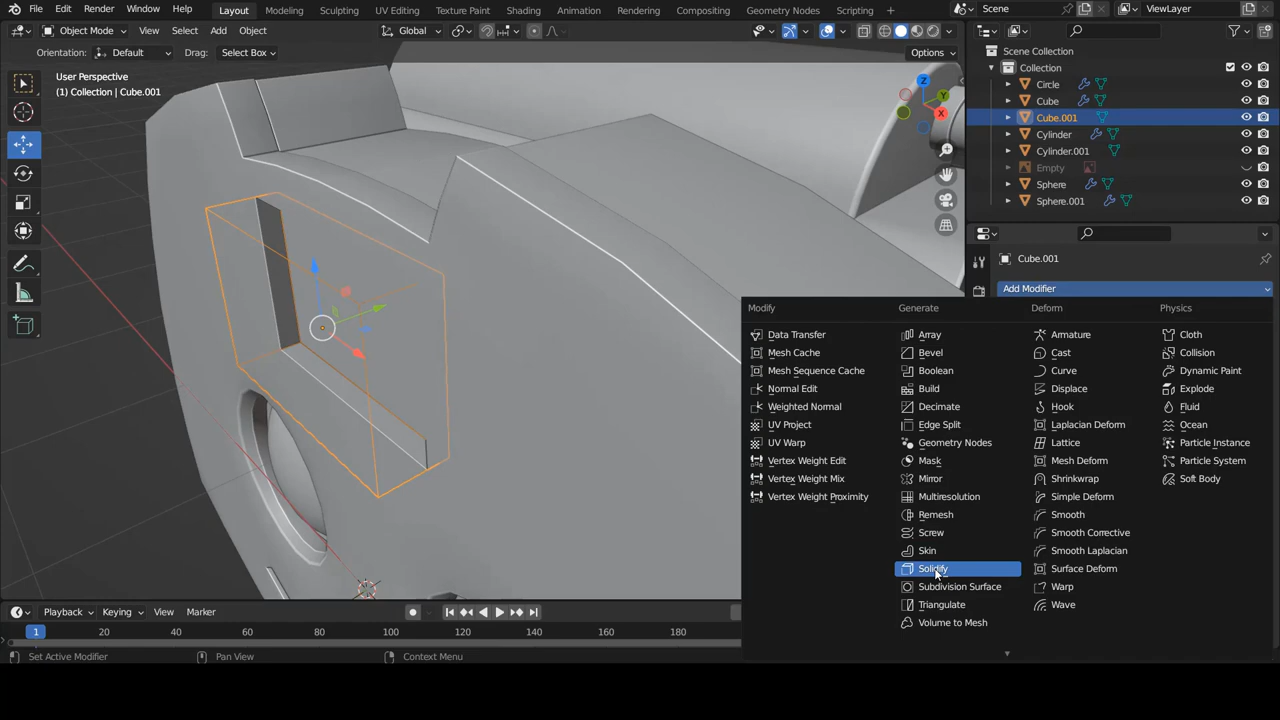 File Edit Render Window Help Layout Modeling Sculpting UV Editing Texture Paint Shading Animation Rendering Compositing Geometry Nodes Scripting Scene ViewLayer
Object Mode View Select Add Object Global
Orientation: Default Drag: Select Box Options
User Perspective
(1) Collection | Cube.001
Z
Y
X
Scene Collection
Collection
Circle
Cube
Cube.001
Cylinder
Cylinder.001
Empty
Sphere
Sphere.001
Cube.001
Add Modifier
Modify Generate Deform Physics
Data Transfer Array Armature Cloth
Mesh Cache Bevel Cast Collision
Mesh Sequence Cache Boolean Curve Dynamic Paint
Normal Edit Build Displace Explode
Weighted Normal Decimate Hook Fluid
UV Project Edge Split Laplacian Deform Ocean
UV Warp Geometry Nodes Lattice Particle Instance
Vertex Weight Edit Mask Mesh Deform Particle System
Vertex Weight Mix Mirror Shrinkwrap Soft Body
Vertex Weight Proximity Multiresolution Simple Deform
Remesh Smooth
Screw Smooth Corrective
Skin Smooth Laplacian
Solidify Surface Deform
Subdivision Surface Warp
Triangulate Wave
Volume to Mesh
Playback Keying View Marker
1 20 40 60 80 100 120 140 160 180
Set Active Modifier Pan View Context Menu